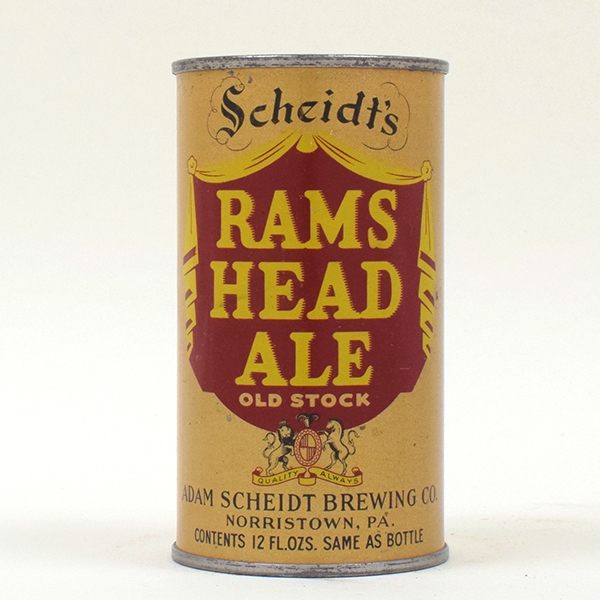 Scheidt's
RAMS
HEAD
ALE
OLD STOCK
QUALITY ALWAYS
ADAM SCHEIDT BREWING CO.
NORRISTOWN, PA.
CONTENTS 12 FL.OZS. SAME AS BOTTLE